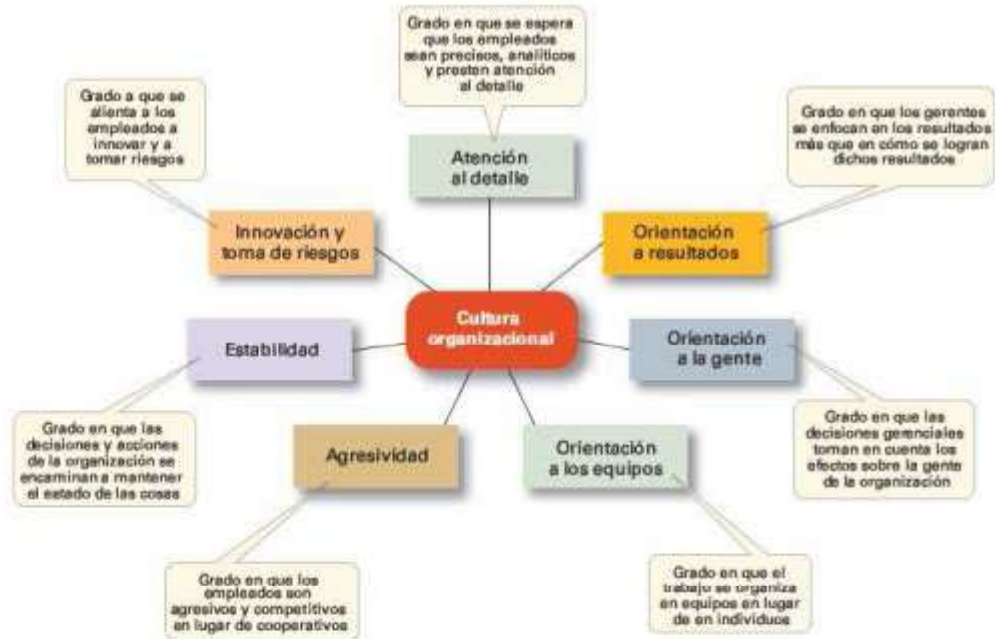 Grado en que se espera
que los empleados
sean precisos, analíticos
y presten atención
al detalle
Atención
al detalle
Grado a que se
alienta a los
empleados a
innovar y a
tomar riesgos
Innovación y
toma de riesgos
Grado en que los gerentes
se enfocan en los resultados
más que en cómo se logran
dichos resultados
Orientación
a resultados
Cultura
organizacional
Estabilidad
Grado en que las
decisiones y acciones
de la organización se
encaminan a mantener
el estado de las cosas
Orientación
a la gente
Grado en que las
decisiones gerenciales
toman en cuenta los
efectos sobre la gente
de la organización
Agresividad
Grado en que los
empleados son
agresivos y competitivos
en lugar de cooperativos
Orientación
a los equipos
Grado en que el
trabajo se organiza
en equipos en lugar
de en individuos